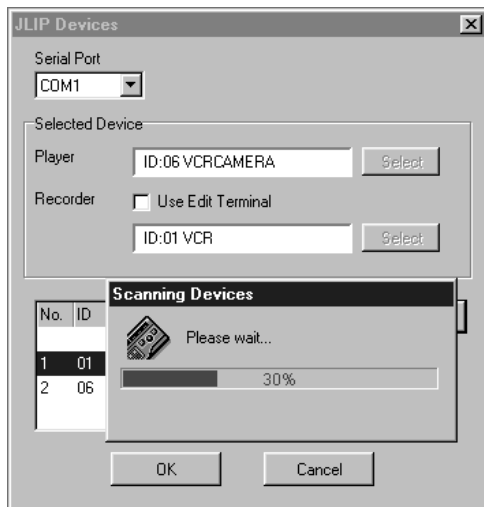 JLIP Devices
Serial Port
COM1
Selected Device
Player
ID:06 VCRCAMERA
Select
Recorder
Use Edit Terminal
ID:01 VCR
Select
Scanning Devices
No. ID
Please wait...
1 01
30%
2 06
OK
Cancel